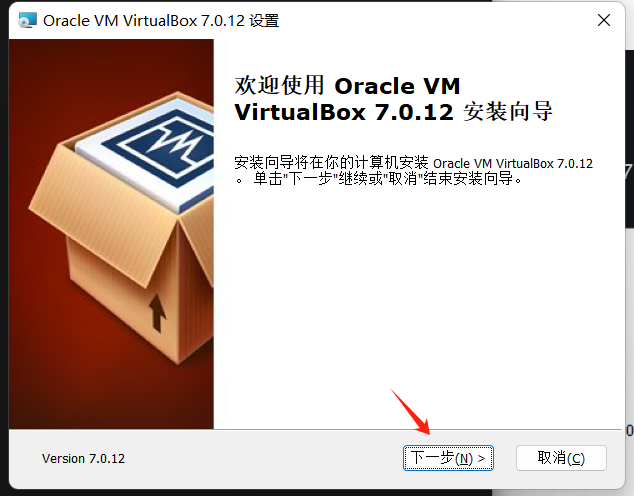 Oracle VM VirtualBox 7.0.12 设置
欢迎使用 Oracle VM
VirtualBox 7.0.12 安装向导
安装向导将在你的计算机安装 Oracle VM VirtualBox 7.0.12
。 单击"下一步"继续或"取消"结束安装向导。
7
0
Version 7.0.12
下一步(N) >
取消(C)